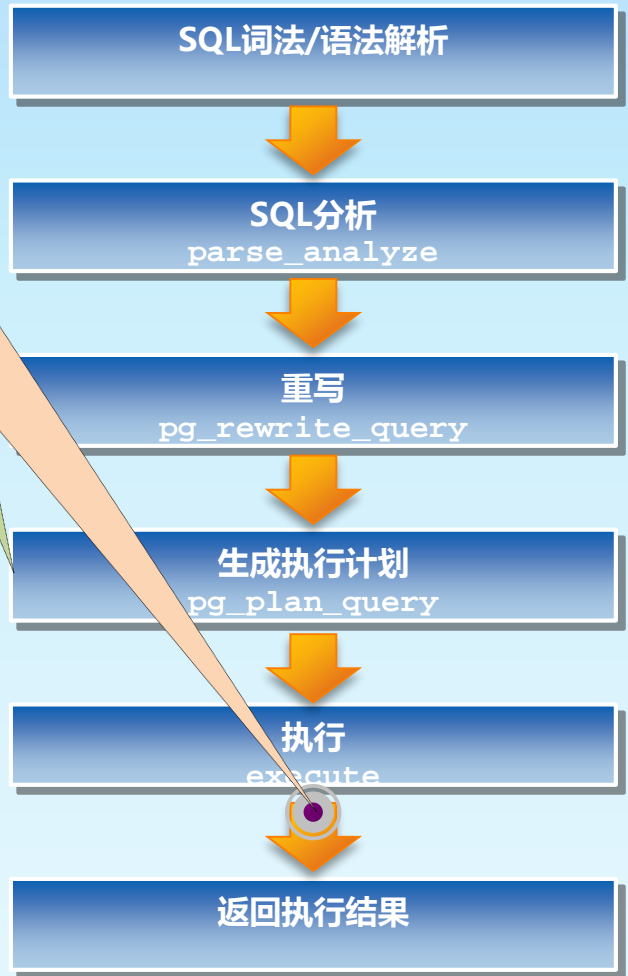 SQL词法/语法解析
SQL分析
parse_analyze
重写
pg_rewrite_query
生成执行计划
pg_plan_query
执行
execute
返回执行结果